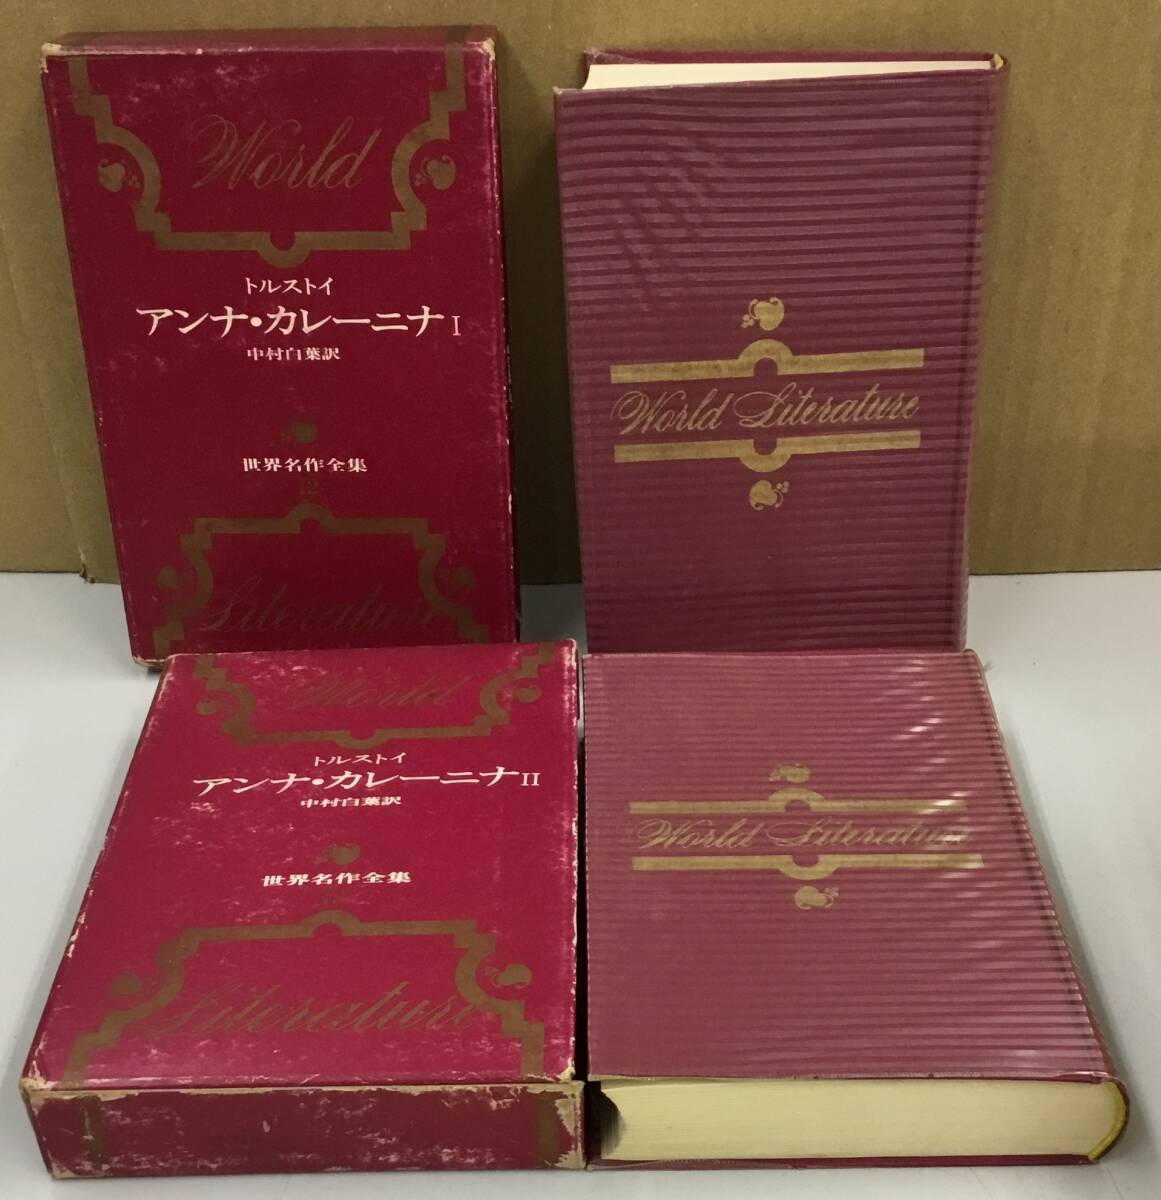 World
トルストイ
アンナ・カレーニナ I
中村白葉訳
世界名作全集
12
Literature
World Literature
World
トルストイ
アンナ・カレーニナ II
中村白葉訳
世界名作全集
Literature
World Literature